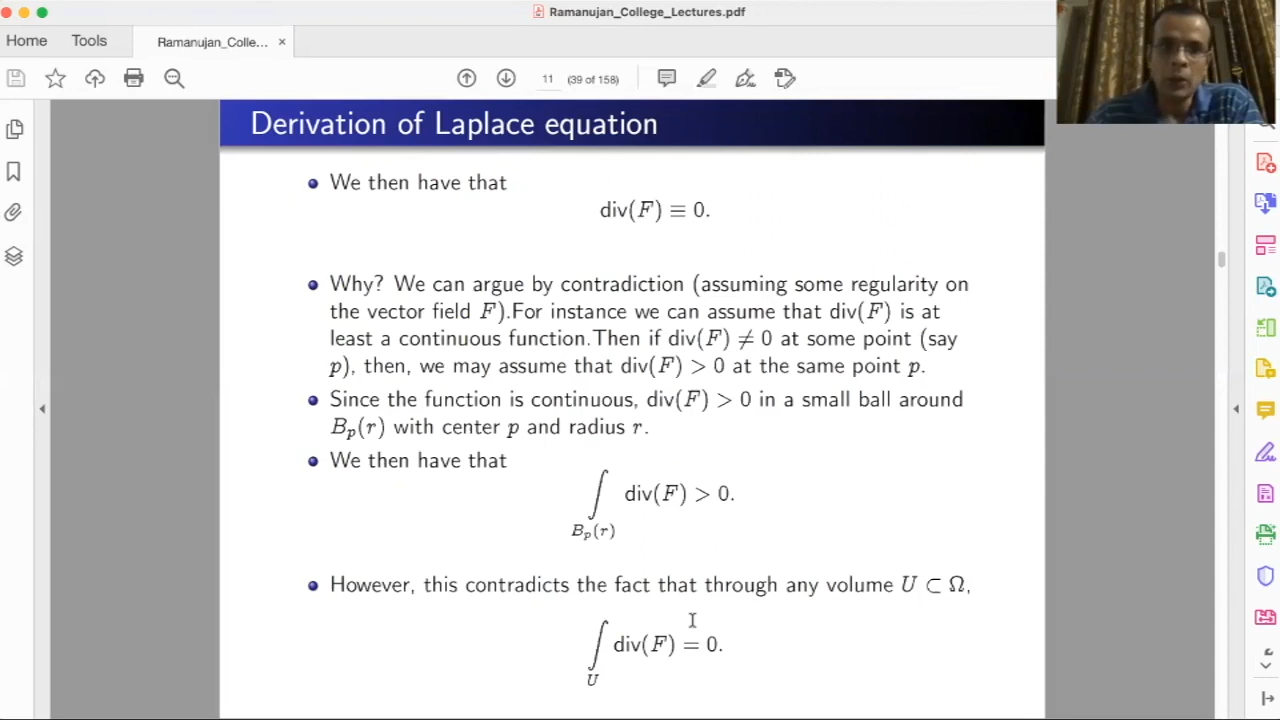 Ramanujan_College_Lectures.pdf
Home Tools Ramanujan_Colle... ×
11 (39 of 158)
Derivation of Laplace equation
We then have that
div(F) ≡ 0.
Why? We can argue by contradiction (assuming some regularity on
the vector field F).For instance we can assume that div(F) is at
least a continuous function.Then if div(F) ≠ 0 at some point (say
p), then, we may assume that div(F) > 0 at the same point p.
Since the function is continuous, div(F) > 0 in a small ball around
Bₚ(r) with center p and radius r.
We then have that
∫ div(F) > 0.
Bₚ(r)
However, this contradicts the fact that through any volume U ⊂ Ω,
∫ div(F) = 0.
U